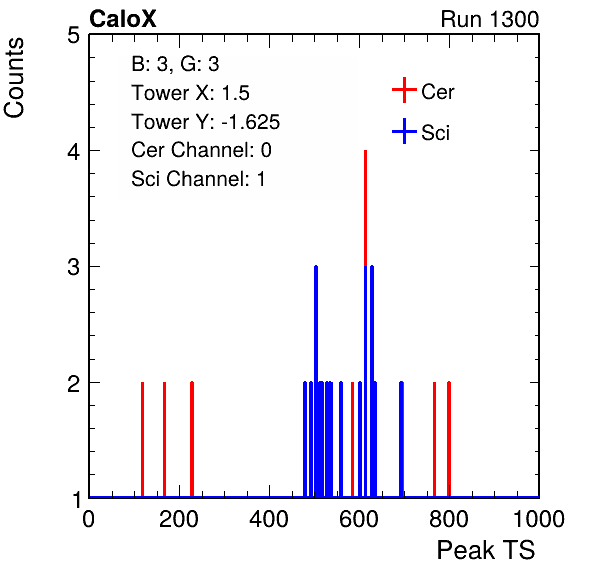 CaloX Run 1300
Counts
B: 3, G: 3
Tower X: 1.5
Tower Y: -1.625
Cer Channel: 0
Sci Channel: 1
Cer
Sci
5
4
3
2
1
0 200 400 600 800 1000
Peak TS